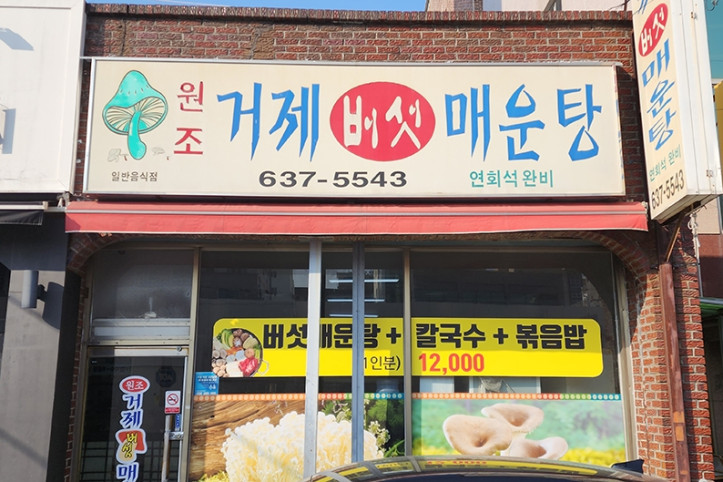 원조 거제 버섯 매운탕
일반음식점
637-5543
연회석 완비
버섯 매운탕
연회석 완비
637-5543
버섯매운탕 + 칼국수 + 볶음밥
(1인분) 12,000
원조
거제
버섯
매